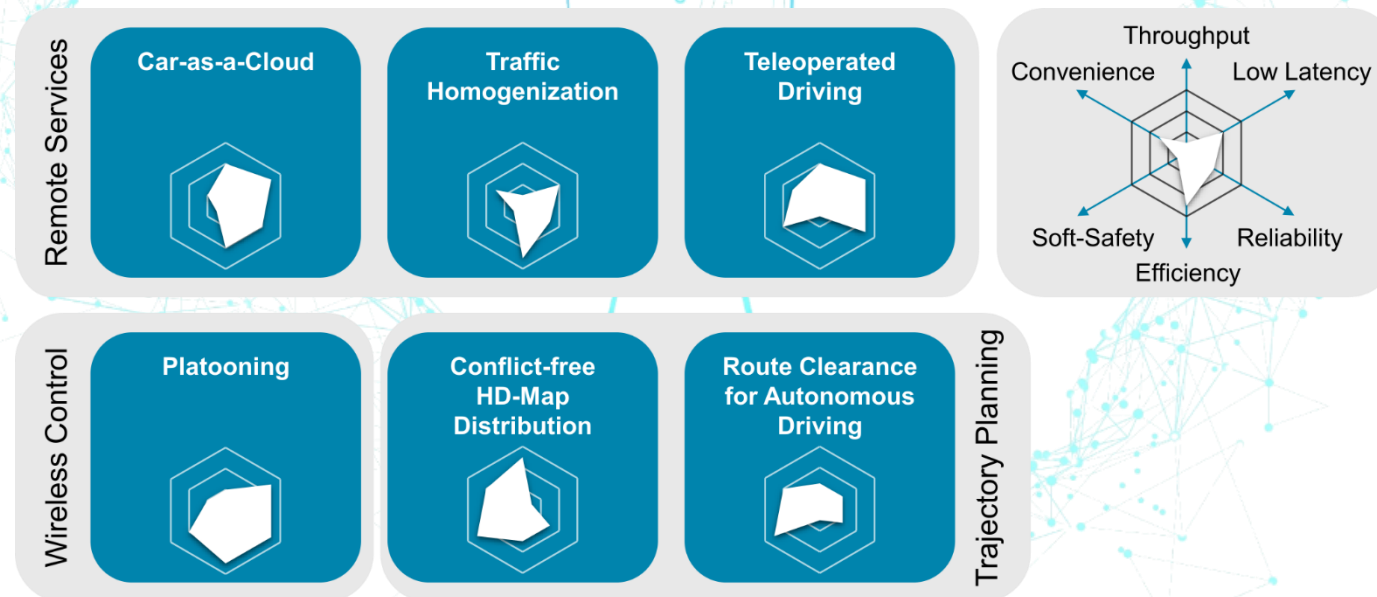 Remote Services
Car-as-a-Cloud
Traffic
Homogenization
Teleoperated
Driving
Throughput
Convenience
Low Latency
Soft-Safety
Reliability
Efficiency
Wireless Control
Platooning
Conflict-free
HD-Map
Distribution
Route Clearance
for Autonomous
Driving
Trajectory Planning